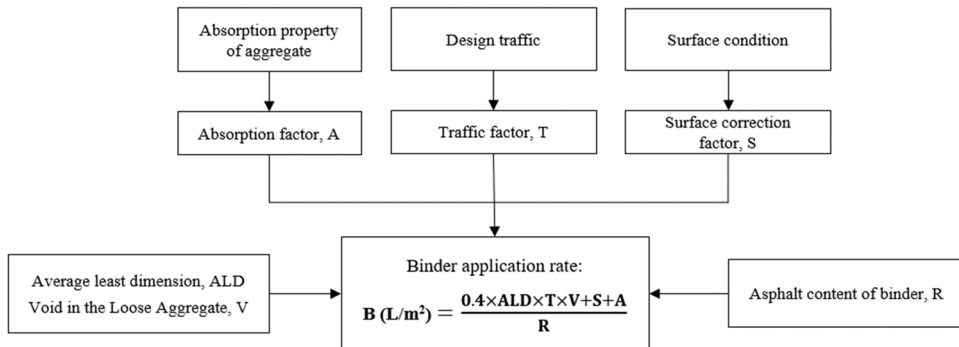 Absorption property
of aggregate
Design traffic
Surface condition
Absorption factor, A
Traffic factor, T
Surface correction
factor, S
Average least dimension, ALD
Void in the Loose Aggregate, V
Binder application rate:
B (L/m²) = 0.4×ALD×T×V+S+A
R
Asphalt content of binder, R